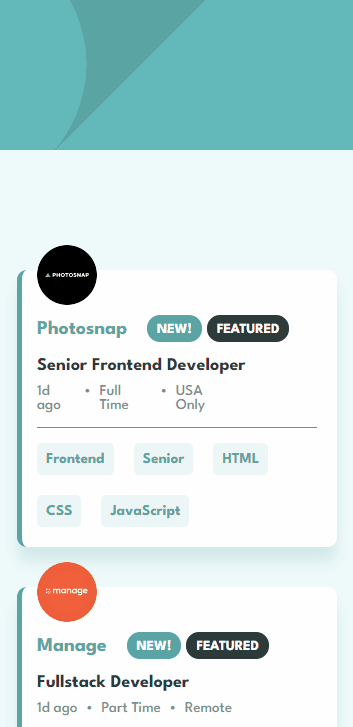 PHOTOSNAP
Photosnap NEW! FEATURED
Senior Frontend Developer
1d ago • Full Time • USA Only
Frontend Senior HTML
CSS JavaScript
manage
Manage NEW! FEATURED
Fullstack Developer
1d ago • Part Time • Remote